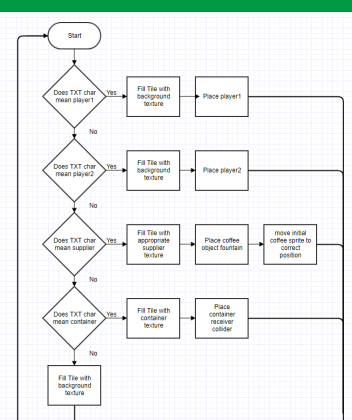 Start
Does TXT char
mean player1
Yes
Fill Tile with
background
texture
Place player1
No
Does TXT char
mean player2
Yes
Fill Tile with
background
texture
Place player2
No
Does TXT char
mean supplier
Yes
Fill Tile with
appropriate
supplier
texture
Place coffee
object fountain
move initial
coffee sprite to
correct
position
No
Does TXT char
mean container
Yes
Fill Tile with
container
texture
Place
container
receiver
collider
No
Fill Tile with
background
texture